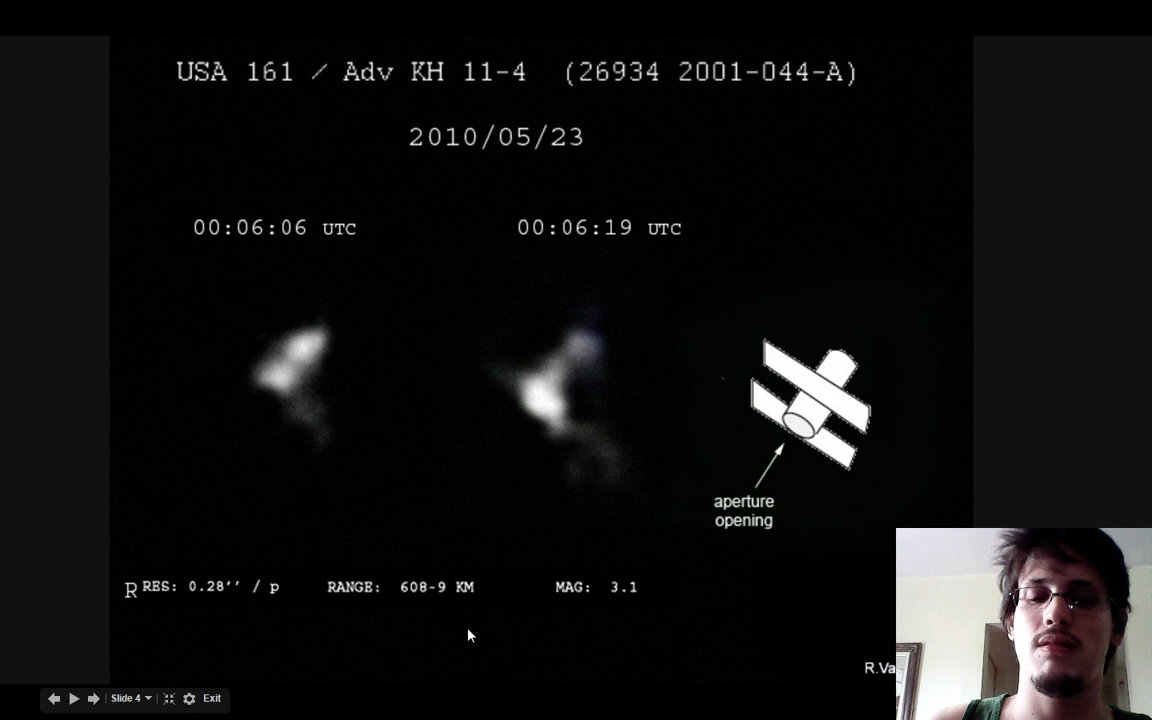 USA 161 / Adv KH 11-4 (26934 2001-044-A)
2010/05/23
00:06:06 UTC
00:06:19 UTC
aperture
opening
R RES: 0.28’’ / p
RANGE: 608-9 KM
MAG: 3.1
R.Va
Slide 4
Exit